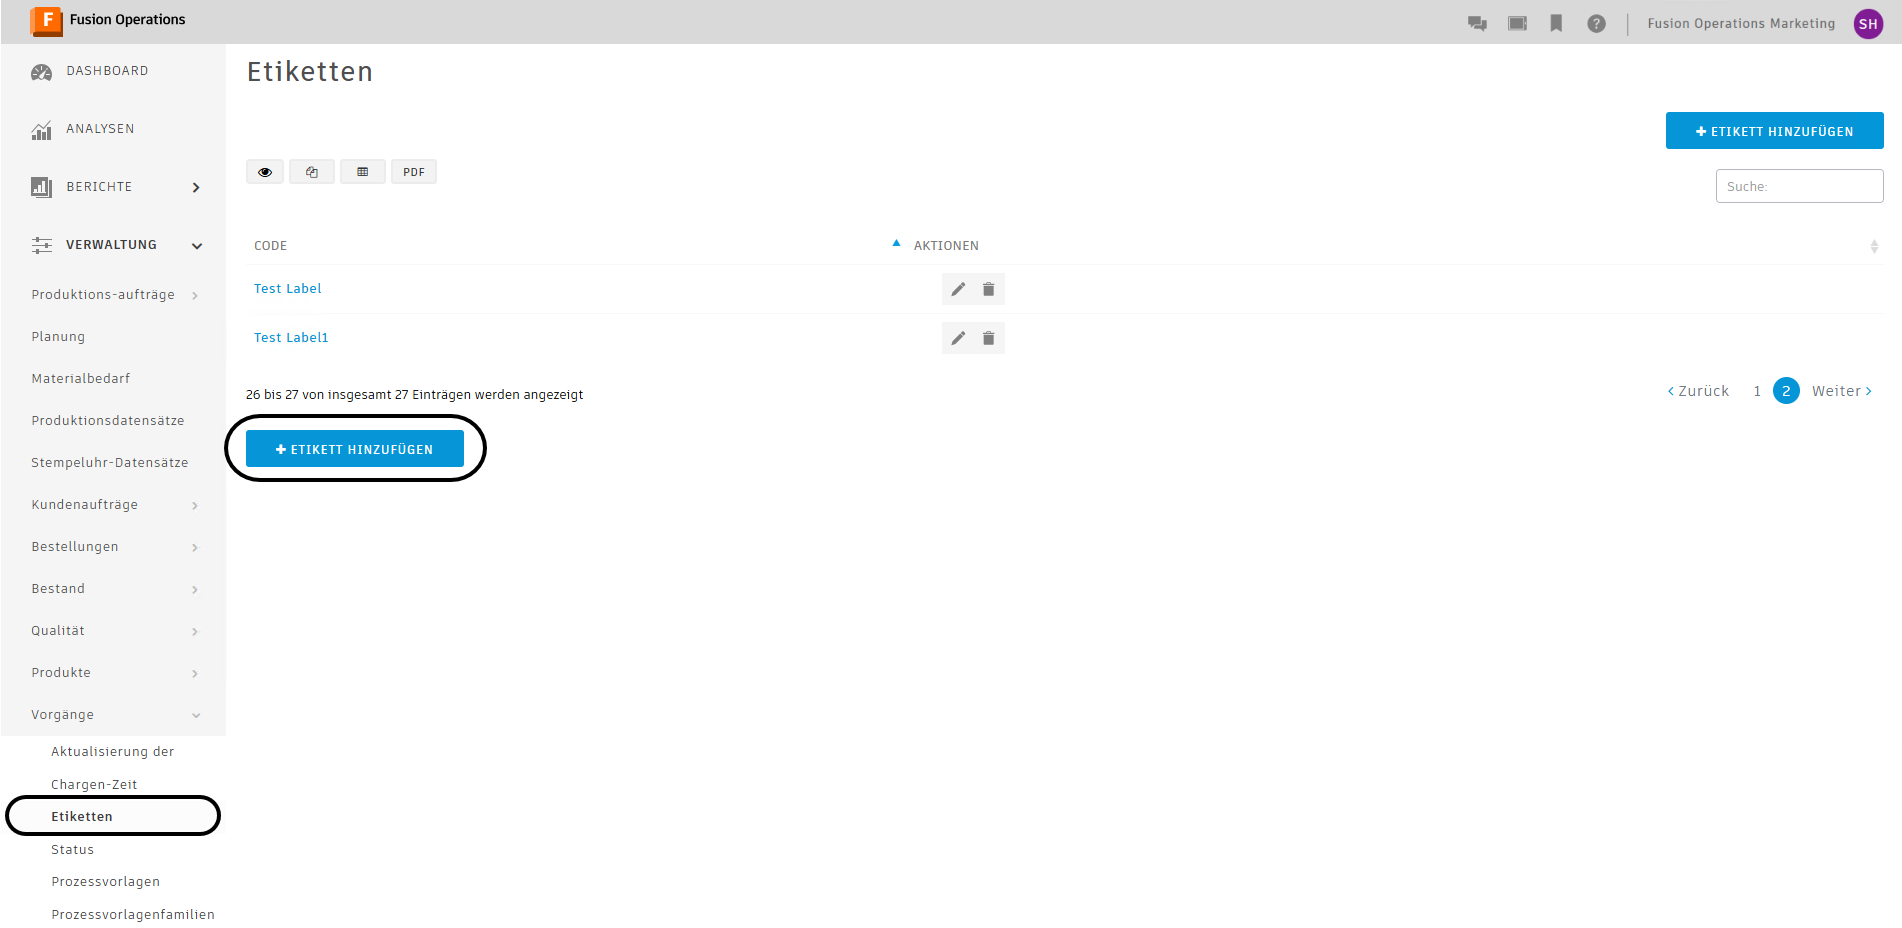 F Fusion Operations
? Fusion Operations Marketing SH
DASHBOARD
ANALYSEN
BERICHTE
VERWALTUNG
Produktions-aufträge
Planung
Materialbedarf
Produktionsdatensätze
Stempeluhr-Datensätze
Kundenaufträge
Bestellungen
Bestand
Qualität
Produkte
Vorgänge
Aktualisierung der
Chargen-Zeit
Etiketten
Status
Prozessvorlagen
Prozessvorlagenfamilien
Etiketten
+ ETIKETT HINZUFÜGEN
PDF
Suche:
CODE AKTIONEN
Test Label
Test Label1
26 bis 27 von insgesamt 27 Einträgen werden angezeigt
< Zurück 1 2 Weiter >
+ ETIKETT HINZUFÜGEN